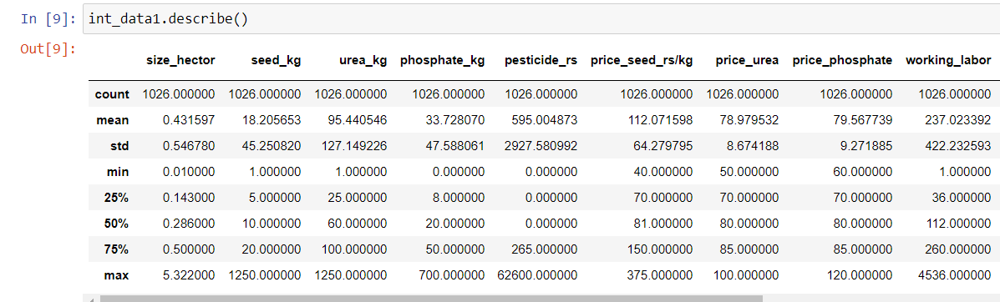 In [9]: int_data1.describe()
Out[9]:
size_hector seed_kg urea_kg phosphate_kg pesticide_rs price_seed_rs/kg price_urea price_phosphate working_labor
count 1026.000000 1026.000000 1026.000000 1026.000000 1026.000000 1026.000000 1026.000000 1026.000000 1026.000000
mean 0.431597 18.205653 95.440546 33.728070 595.004873 112.071598 78.979532 79.567739 237.023392
std 0.546780 45.250820 127.149226 47.588061 2927.580992 64.279795 8.674188 9.271885 422.232593
min 0.010000 1.000000 1.000000 0.000000 0.000000 40.000000 50.000000 60.000000 1.000000
25% 0.143000 5.000000 25.000000 8.000000 0.000000 70.000000 70.000000 70.000000 36.000000
50% 0.286000 10.000000 60.000000 20.000000 0.000000 81.000000 80.000000 80.000000 112.000000
75% 0.500000 20.000000 100.000000 50.000000 265.000000 150.000000 85.000000 85.000000 260.000000
max 5.322000 1250.000000 1250.000000 700.000000 62600.000000 375.000000 100.000000 120.000000 4536.000000